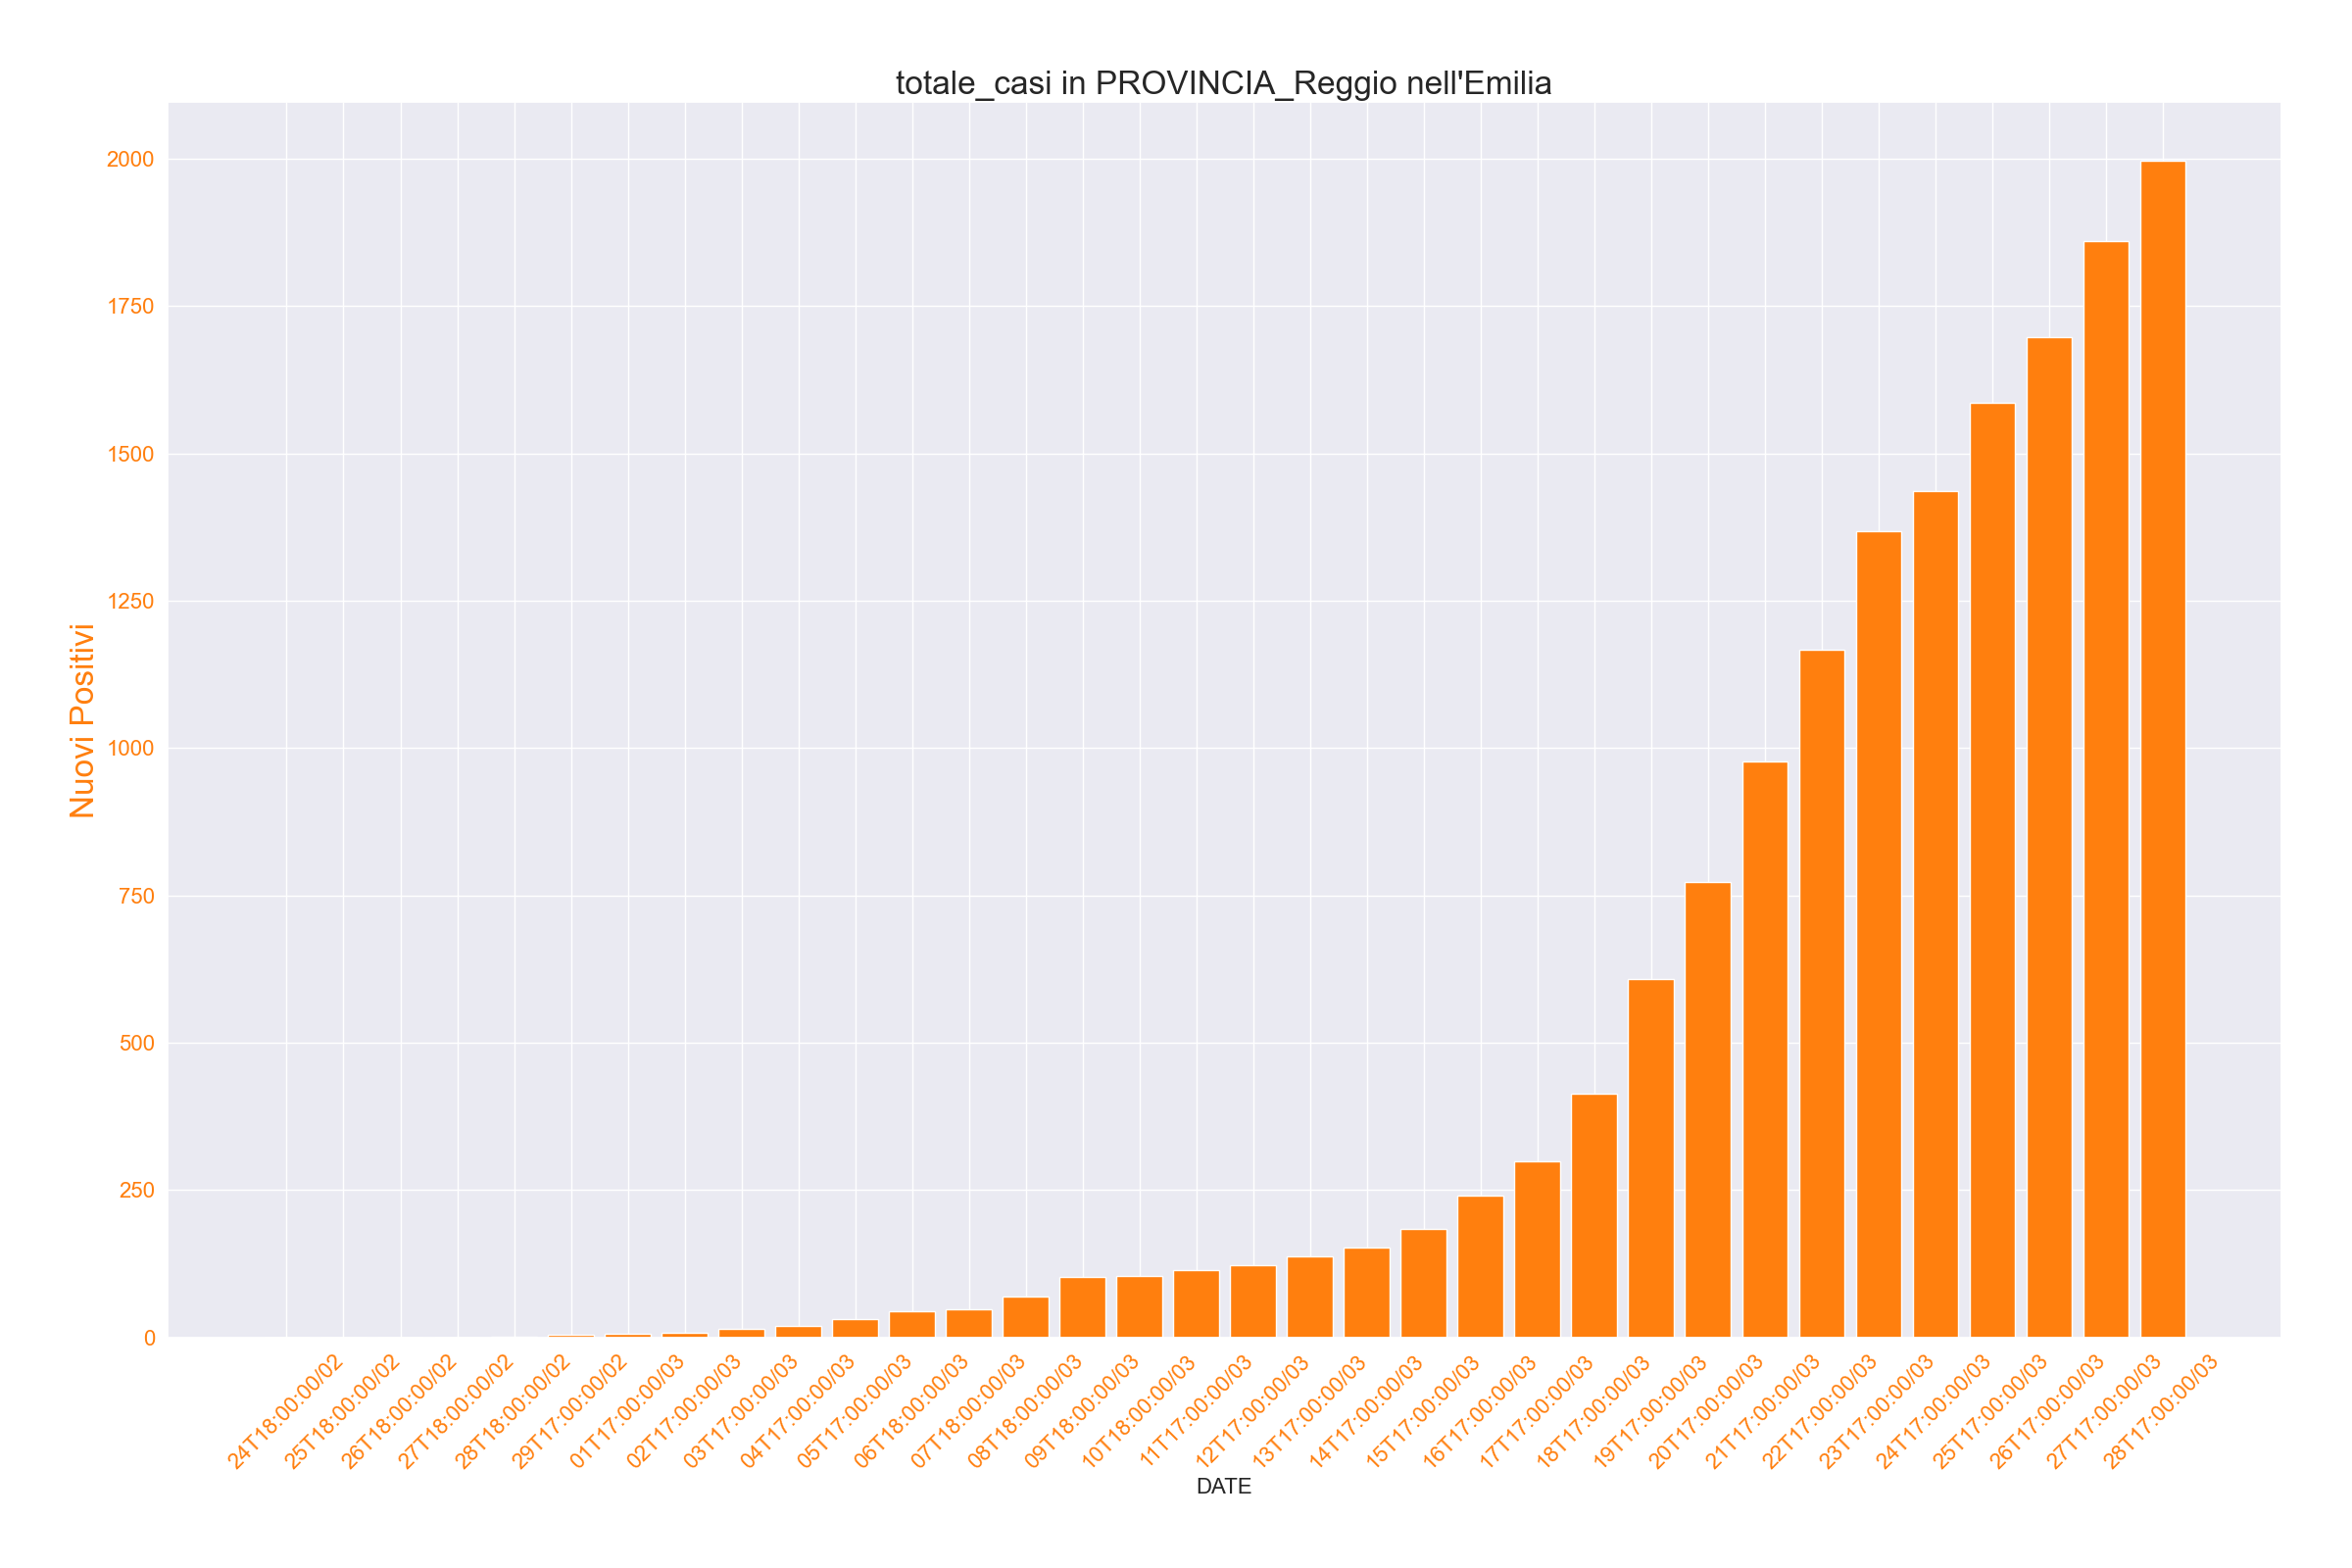 totale_casi in PROVINCIA_Reggio nell'Emilia
Nuovi Positivi
2000
1750
1500
1250
1000
750
500
250
0
24T18:00:00/02
25T18:00:00/02
26T18:00:00/02
27T18:00:00/02
28T18:00:00/02
29T17:00:00/02
01T17:00:00/03
02T17:00:00/03
03T17:00:00/03
04T17:00:00/03
05T17:00:00/03
06T18:00:00/03
07T18:00:00/03
08T18:00:00/03
09T18:00:00/03
10T18:00:00/03
11T17:00:00/03
12T17:00:00/03
13T17:00:00/03
14T17:00:00/03
15T17:00:00/03
16T17:00:00/03
17T17:00:00/03
18T17:00:00/03
19T17:00:00/03
20T17:00:00/03
21T17:00:00/03
22T17:00:00/03
23T17:00:00/03
24T17:00:00/03
25T17:00:00/03
26T17:00:00/03
27T17:00:00/03
28T17:00:00/03
DATE